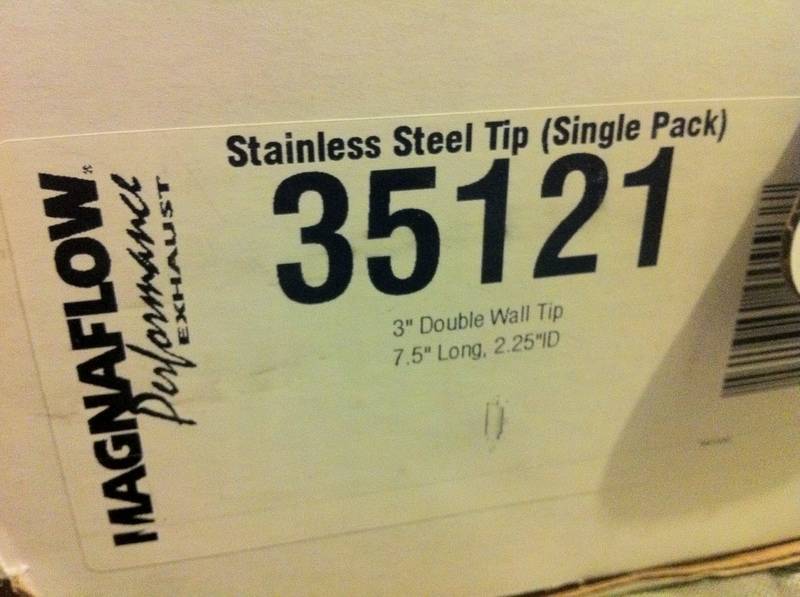 Stainless Steel Tip (Single Pack)
35121
3" Double Wall Tip
7.5" Long, 2.25"ID
MAGNAFLOW
Performance
EXHAUST